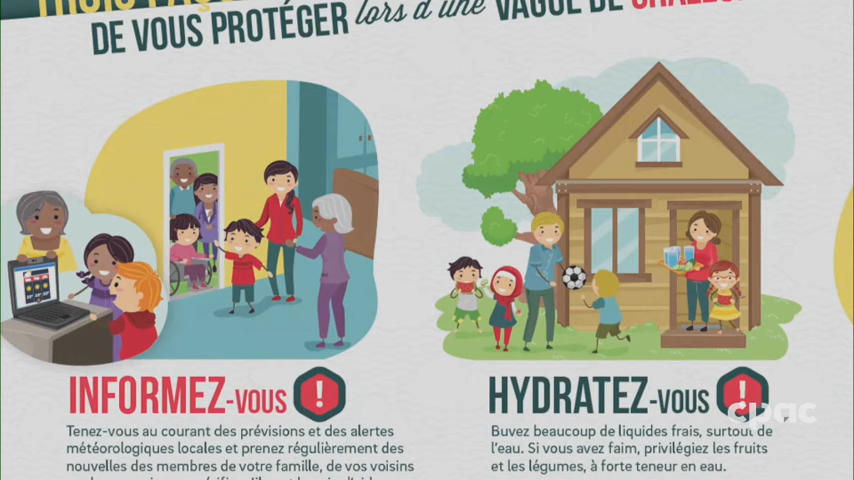 DE VOUS PROTÉGER lors d'une VAGUE DE
INFORMEZ-VOUS
Tenez-vous au courant des prévisions et des alertes
météorologiques locales et prenez régulièrement des
nouvelles des membres de votre famille, de vos voisins
HYDRATEZ-VOUS
Buvez beaucoup de liquides frais, surtout de
l'eau. Si vous avez faim, privilégiez les fruits
et les légumes, à forte teneur en eau.
cpac